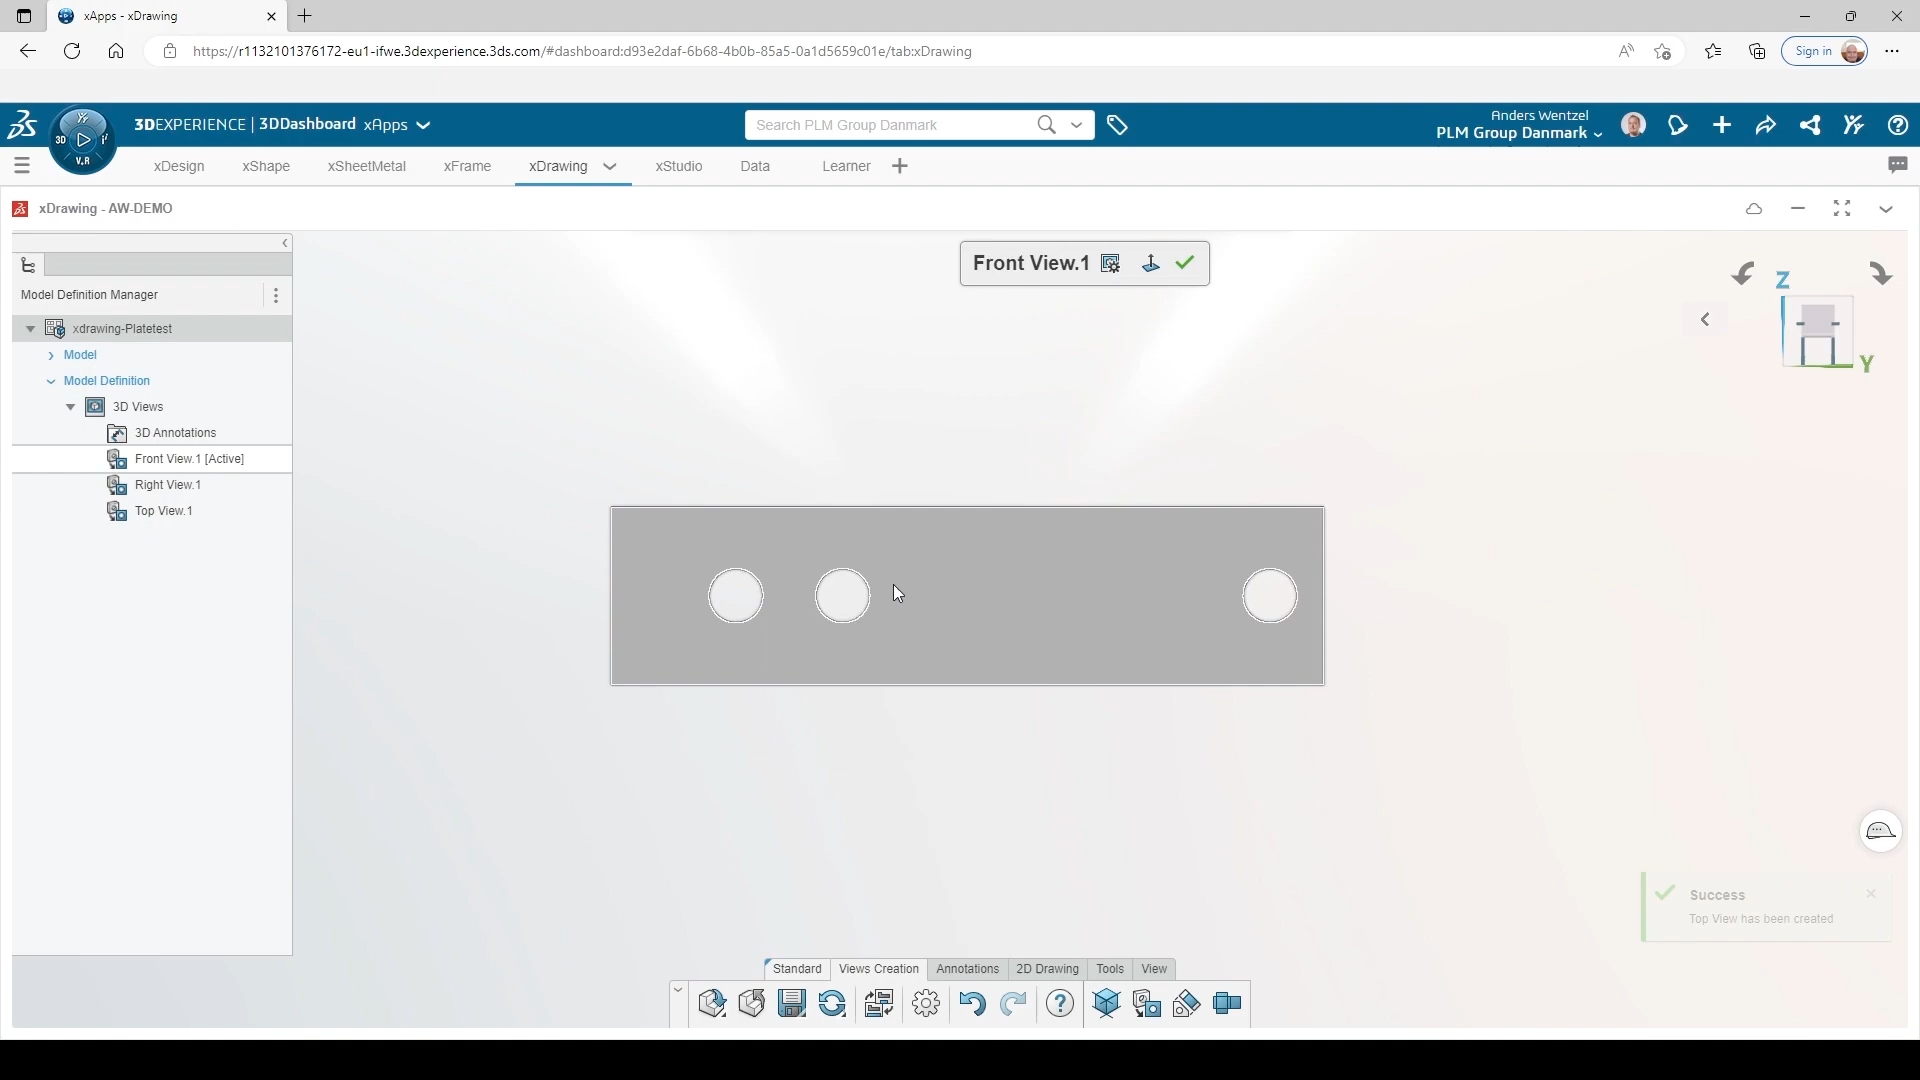 xApps - xDrawing
https://r1132101376172-eu1-ifwe.3dexperience.3ds.com/#dashboard:d93e2daf-6b68-4b0b-85a5-0a1d5659c01e/tab:xDrawing
Sign in
3D
V.R
3DEXPERIENCE | 3DDashboard xApps
Search PLM Group Danmark
Anders Wentzel
PLM Group Danmark
xDesign
xShape
xSheetMetal
xFrame
xDrawing
xStudio
Data
Learner
xDrawing - AW-DEMO
Front View.1
Z
Y
Model Definition Manager
xdrawing-Platetest
Model
Model Definition
3D Views
3D Annotations
Front View.1 [Active]
Right View.1
Top View.1
Success
Top View has been created
Standard
Views Creation
Annotations
2D Drawing
Tools
View